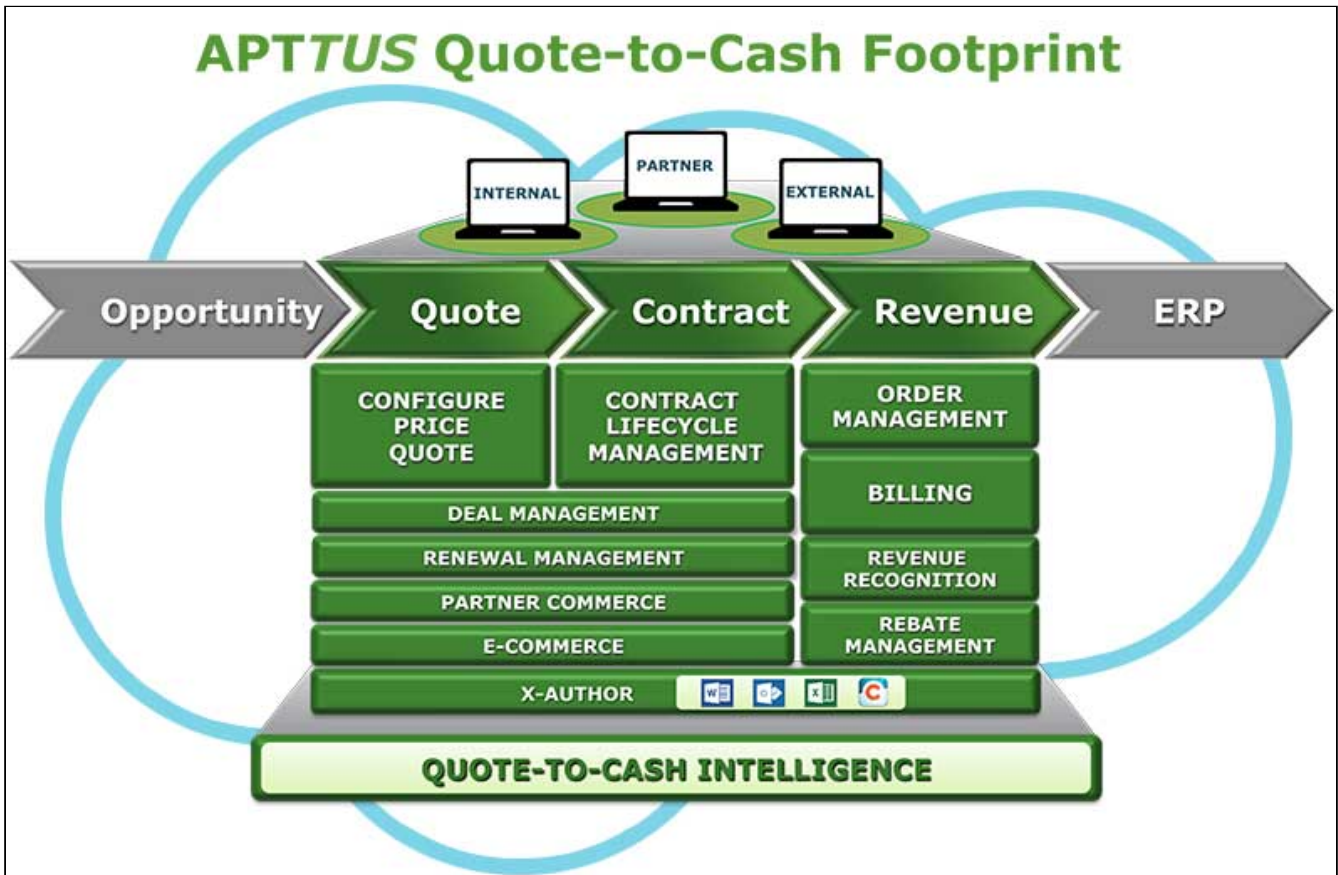 APTTUS Quote-to-Cash Footprint
PARTNER
INTERNAL
EXTERNAL
Opportunity
Quote
Contract
Revenue
ERP
CONFIGURE
PRICE
QUOTE
CONTRACT
LIFECYCLE
MANAGEMENT
ORDER
MANAGEMENT
BILLING
DEAL MANAGEMENT
RENEWAL MANAGEMENT
REVENUE
RECOGNITION
PARTNER COMMERCE
REBATE
MANAGEMENT
E-COMMERCE
X-AUTHOR
W
O
X
C
QUOTE-TO-CASH INTELLIGENCE